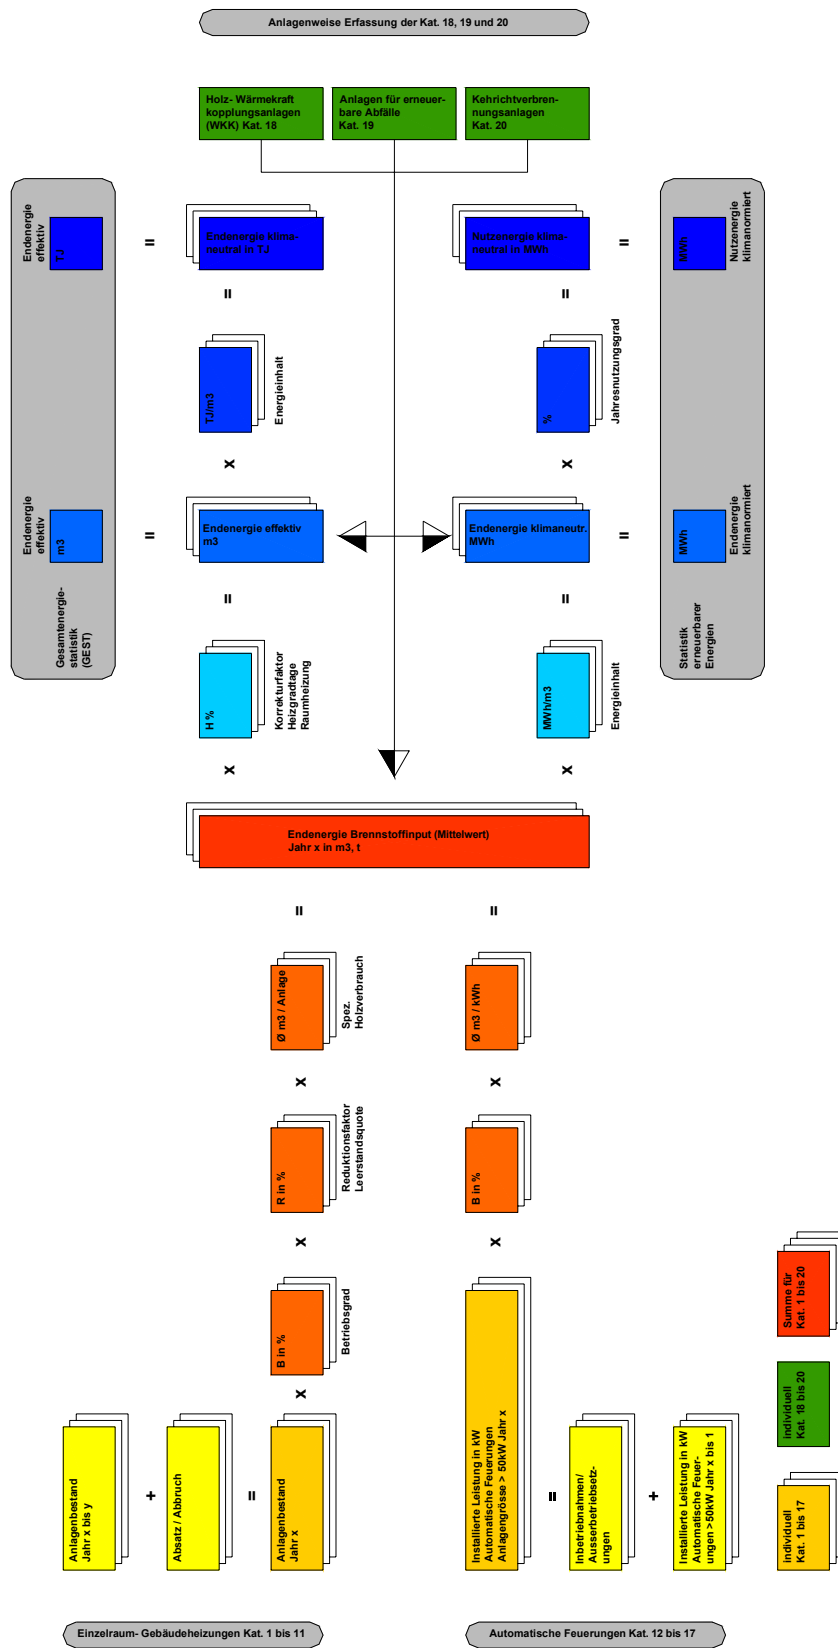 Anlagenweise Erfassung der Kat. 18, 19 und 20
Holz- Wärmekraft
kopplungsanlagen
(WKK) Kat. 18
Anlagen für erneuer-
bare Abfälle
Kat. 19
Kehrichtverbren-
nungsanlagen
Kat. 20
Endenergie
effektiv
TJ
=
Endenergie klima-
neutral in TJ
Nutzenergie klima-
neutral in MWh
=
MWh
Nutzenergie
klimanormiert
=
=
TJ/m3
Energieinhalt
%
Jahresnutzungsgrad
x
x
Endenergie
effektiv
m3
=
Endenergie effektiv
m3
Endenergie klimaneutr.
MWh
=
MWh
Endenergie
klimanormiert
Gesamtenergie-
statistik
(GEST)
=
=
Statistik
erneuerbarer
Energien
H %
Korrekturfaktor
Heizgradtage
Raumheizung
MWh/m3
Energieinhalt
x
x
Endenergie Brennstoffinput (Mittelwert)
Jahr x in m3, t
=
=
Ø m3 / Anlage
Spez.
Holzverbrauch
Ø m3 / kWh
x
x
R in %
Reduktionsfaktor
Leerstandsquote
B in %
x
x
B in %
Betriebsgrad
x
Installierte Leistung in kW
Automatische Feuerungen
Anlagengrösse > 50kW Jahr x
Summe für
Kat. 1 bis 20
individuell
Kat. 18 bis 20
individuell
Kat. 1 bis 17
Anlagenbestand
Jahr x bis y
+
Absatz / Abbruch
=
Anlagenbestand
Jahr x
=
Inbetriebnahmen/
Ausserbetriebsetz-
ungen
+
Installierte Leistung in kW
Automatische Feuer-
ungen >50kW Jahr x bis 1
Einzelraum- Gebäudeheizungen Kat. 1 bis 11
Automatische Feuerungen Kat. 12 bis 17